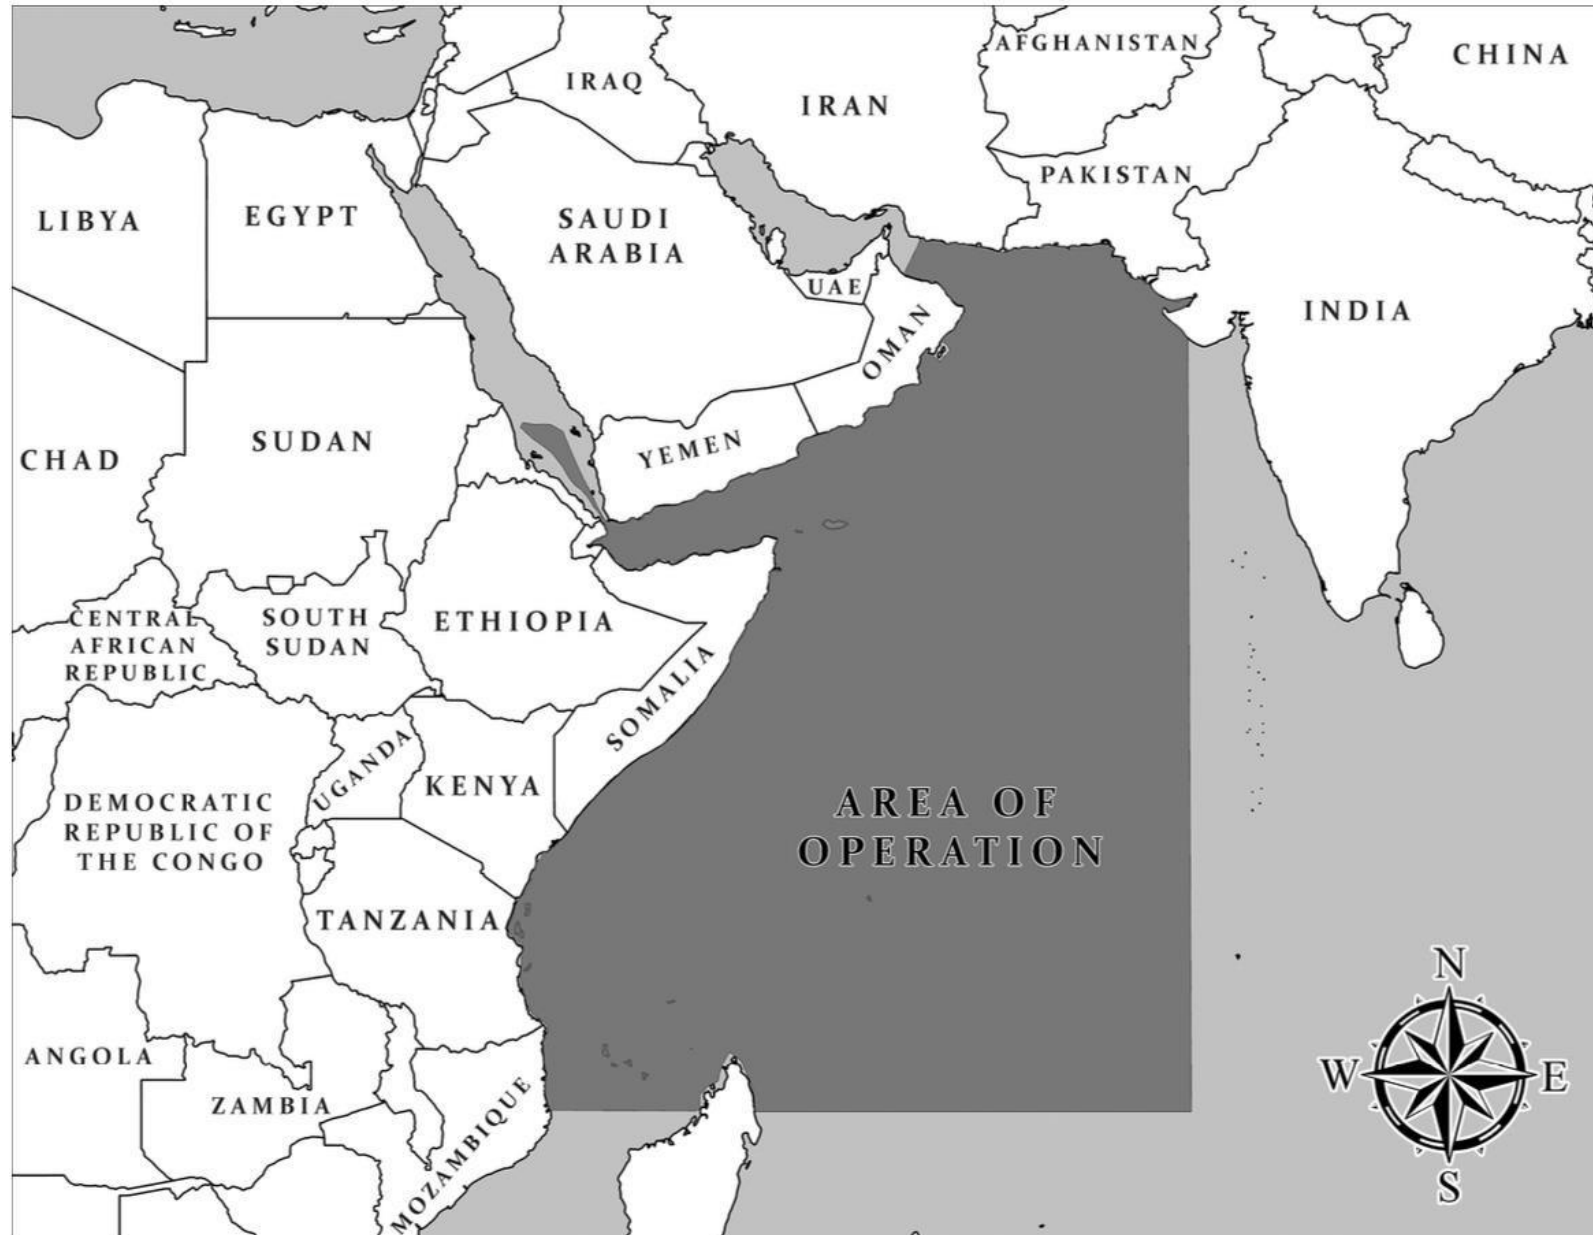 AFGHANISTAN
CHINA
IRAQ
IRAN
PAKISTAN
LIBYA
EGYPT
SAUDI
ARABIA
UAE
OMAN
INDIA
CHAD
SUDAN
YEMEN
CENTRAL
AFRICAN
REPUBLIC
SOUTH
SUDAN
ETHIOPIA
SOMALIA
UGANDA
KENYA
DEMOCRATIC
REPUBLIC OF
THE CONGO
AREA OF
OPERATION
TANZANIA
ANGOLA
ZAMBIA
MOZAMBIQUE
N
W
E
S